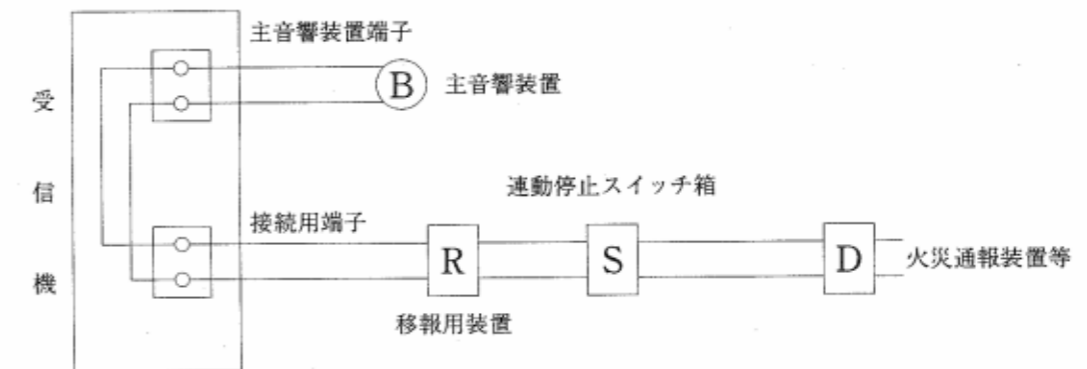 受信機
主音響装置端子
B
主音響装置
連動停止スイッチ箱
接続用端子
R
S
D
火災通報装置等
移報用装置